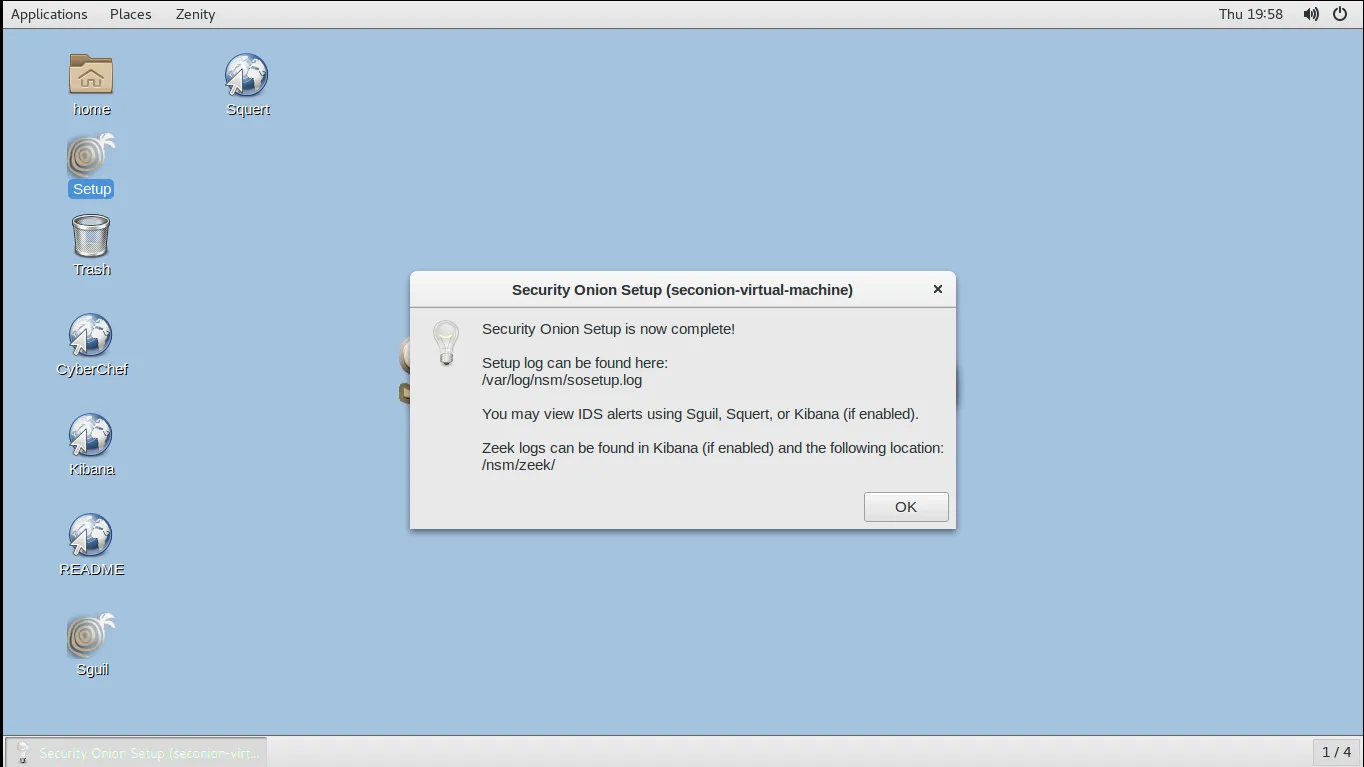 Applications Places Zenity Thu 19:58
home
Squert
Setup
Trash
CyberChef
Kibana
README
Sguil
Security Onion Setup (seconion-virtual-machine)
Security Onion Setup is now complete!
Setup log can be found here:
/var/log/nsm/sosetup.log
You may view IDS alerts using Sguil, Squert, or Kibana (if enabled).
Zeek logs can be found in Kibana (if enabled) and the following location:
/nsm/zeek/
OK
Security Onion Setup (seconion-virt...
1 / 4